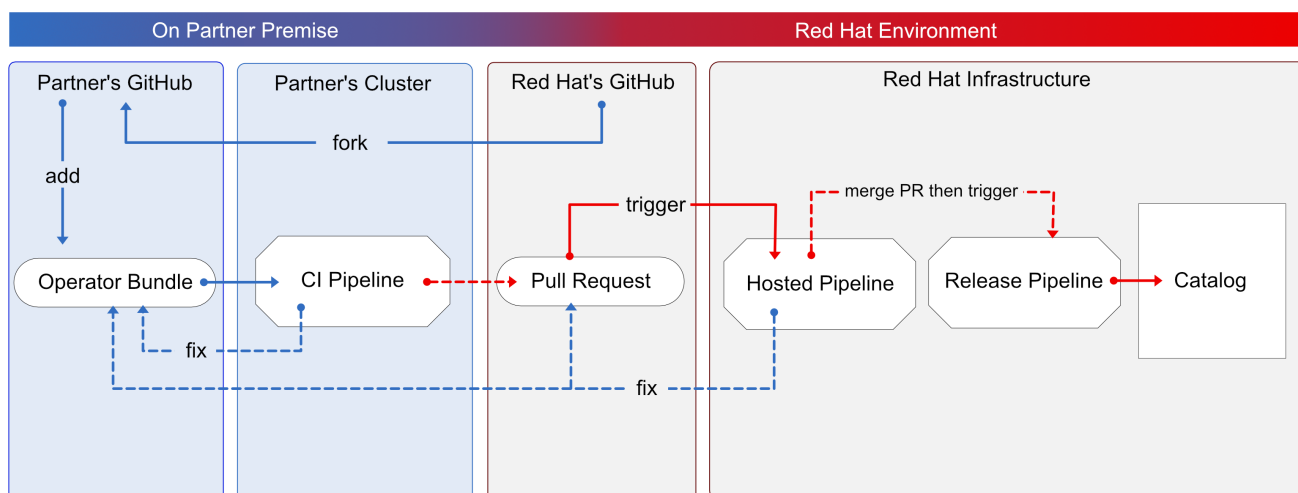 On Partner Premise
Red Hat Environment
Partner's GitHub
Partner's Cluster
Red Hat's GitHub
Red Hat Infrastructure
fork
add
trigger
merge PR then trigger
Operator Bundle
CI Pipeline
Pull Request
Hosted Pipeline
Release Pipeline
Catalog
fix
fix